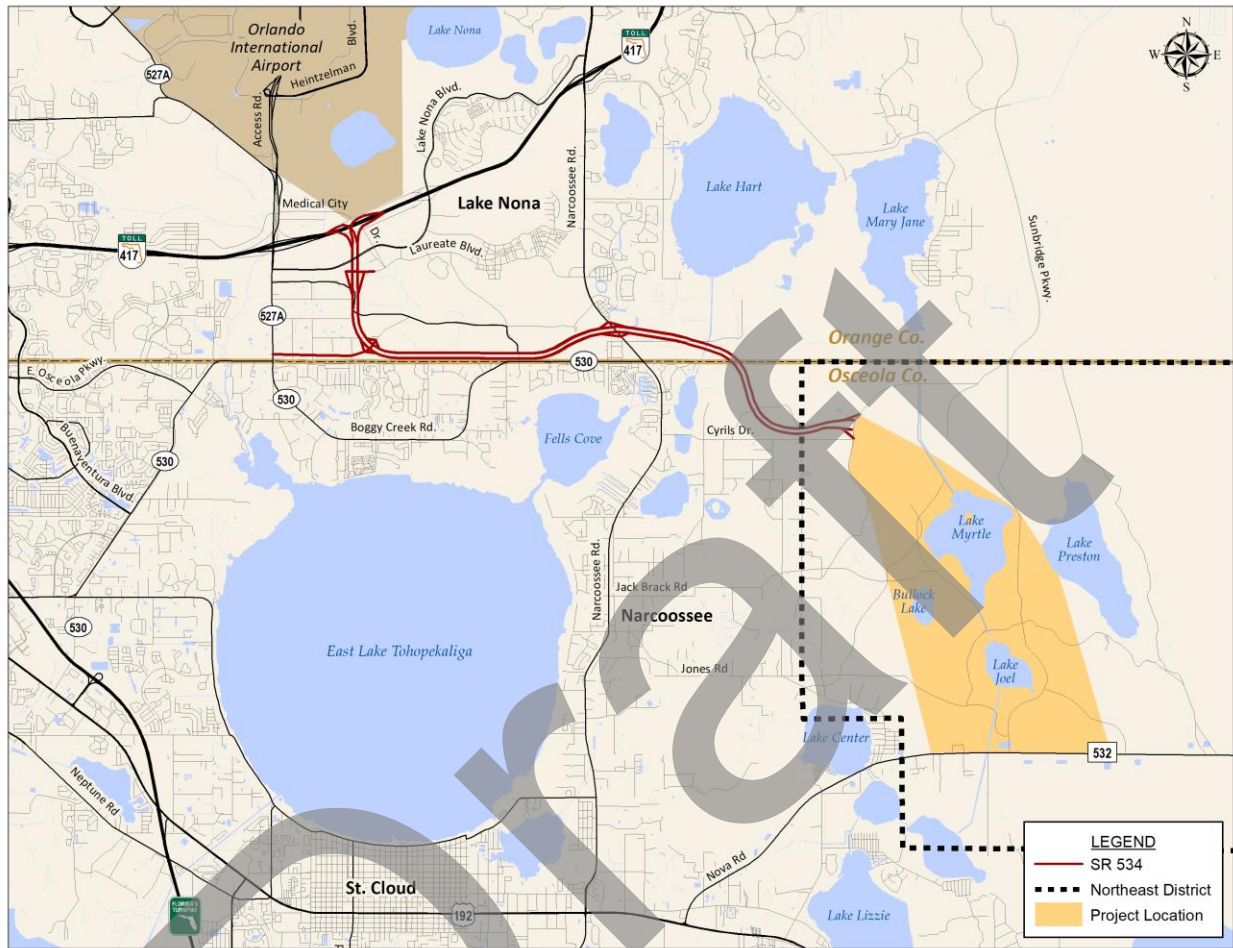 Orlando
International
Airport
Heintzelman
Blvd.
Access Rd.
527A
Lake Nona
TOLL
417
Lake Nona Blvd.
Narcoossee Rd.
N
W
E
S
Lake Hart
Lake
Mary Jane
Sunbridge Pkwy.
Medical City
Dr.
Lake Nona
Laureate Blvd.
TOLL
417
527A
Orange Co.
Osceola Co.
530
E. Osceola Pkwy
530
Boggy Creek Rd.
Fells Cove
Cyrils Dr.
Buenaventura Blvd.
530
Lake
Myrtle
Lake
Preston
Narcoossee Rd.
Jack Brack Rd
Narcoossee
Bullock
Lake
530
East Lake Tohopekaliga
Jones Rd
Lake
Joel
Lake Center
532
Neptune Rd
Nova Rd
St. Cloud
192
FLORIDA'S
TURNPIKE
Lake Lizzie
LEGEND
SR 534
Northeast District
Project Location
raft